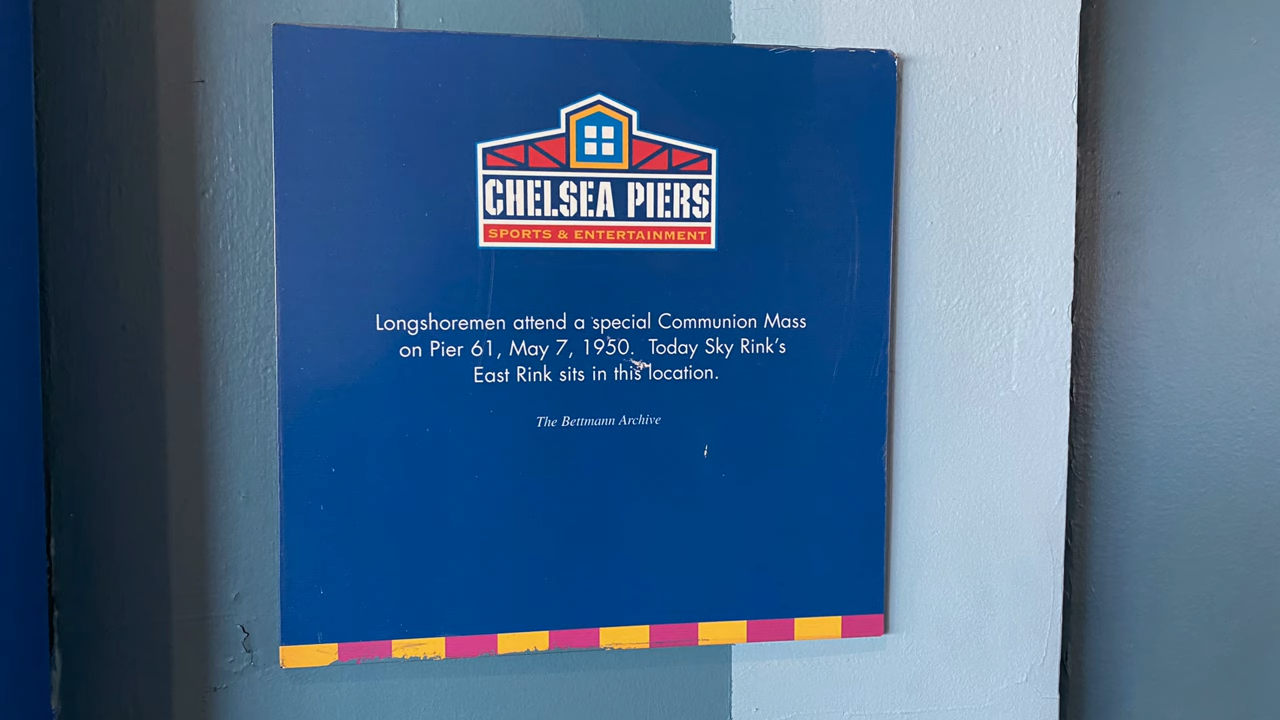 CHELSEA PIERS
SPORTS & ENTERTAINMENT
Longshoremen attend a special Communion Mass
on Pier 61, May 7, 1950. Today Sky Rink's
East Rink sits in this location.
The Bettmann Archive